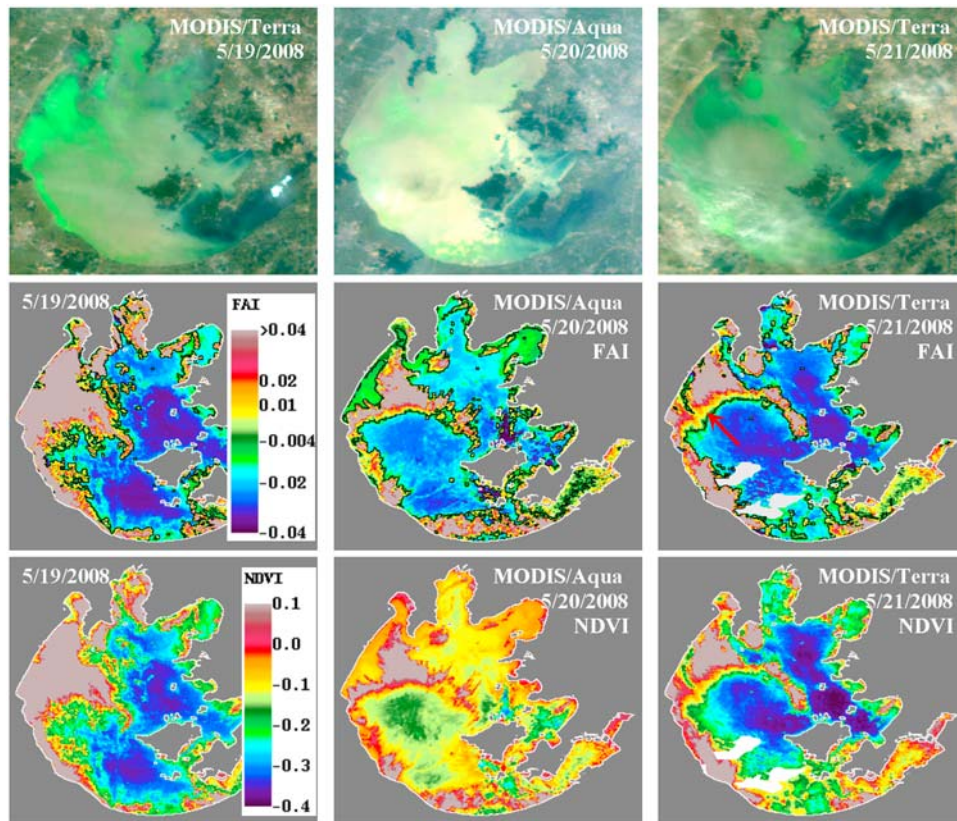 MODIS/Terra
5/19/2008
MODIS/Aqua
5/20/2008
MODIS/Terra
5/21/2008
5/19/2008
FAI
>0.04
0.02
0.01
-0.004
-0.02
-0.04
MODIS/Aqua
5/20/2008
FAI
MODIS/Terra
5/21/2008
FAI
5/19/2008
NDVI
0.1
0.0
-0.1
-0.2
-0.3
-0.4
MODIS/Aqua
5/20/2008
NDVI
MODIS/Terra
5/21/2008
NDVI